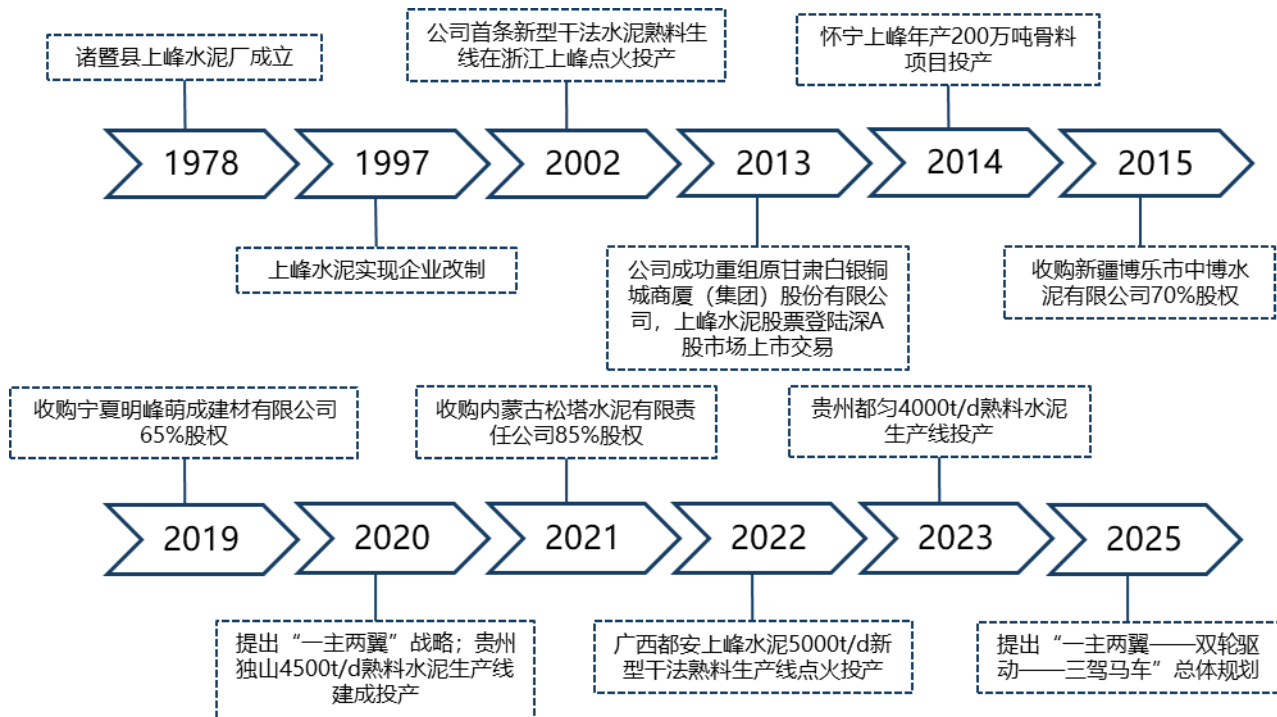 诸暨县上峰水泥厂成立
公司首条新型干法水泥熟料生
线在浙江上峰点火投产
怀宁上峰年产200万吨骨料
项目投产
1978
1997
2002
2013
2014
2015
上峰水泥实现企业改制
公司成功重组原甘肃白银铜
城商厦（集团）股份有限公
司，上峰水泥股票登陆深A
股市场上市交易
收购新疆博乐市中博水
泥有限公司70%股权
收购宁夏明峰萌成建材有限公司
65%股权
收购内蒙古松塔水泥有限责
任公司85%股权
贵州都匀4000t/d熟料水泥
生产线投产
2019
2020
2021
2022
2023
2025
提出“一主两翼”战略；贵州
独山4500t/d熟料水泥生产线
建成投产
广西都安上峰水泥5000t/d新
型干法熟料生产线点火投产
提出“一主两翼——双轮驱
动——三驾马车”总体规划